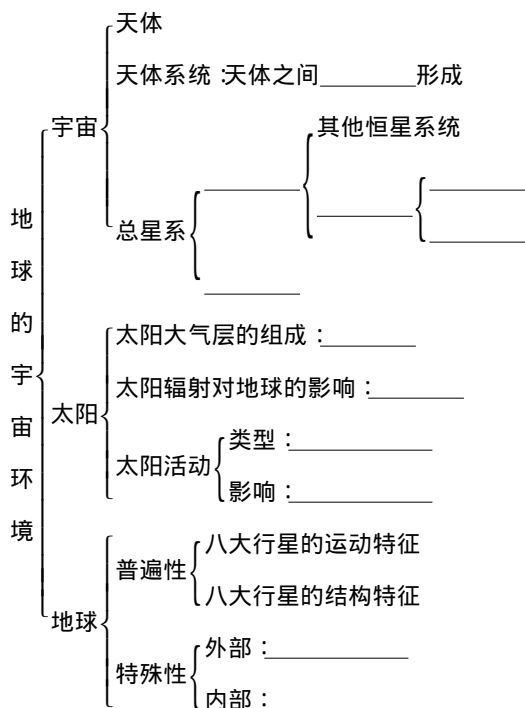 天体
天体系统:天体之间________形成
宇宙
其他恒星系统
总星系
地球的宇宙环境
太阳大气层的组成:________
太阳辐射对地球的影响:________
太阳
类型:____________
太阳活动
影响:____________
八大行星的运动特征
普遍性
八大行星的结构特征
地球
外部:____________
特殊性
内部: